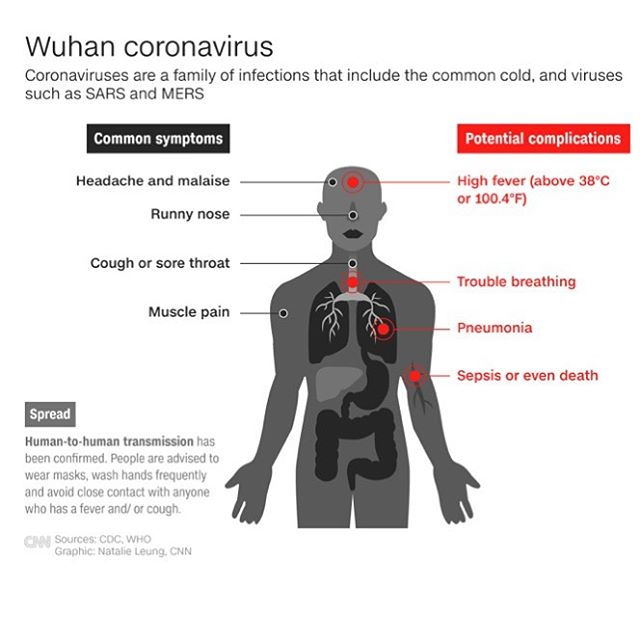 Wuhan coronavirus
Coronaviruses are a family of infections that include the common cold, and viruses
such as SARS and MERS
Common symptoms
Headache and malaise
Runny nose
Cough or sore throat
Muscle pain
Potential complications
High fever (above 38°C
or 100.4°F)
Trouble breathing
Pneumonia
Sepsis or even death
Spread
Human-to-human transmission has
been confirmed. People are advised to
wear masks, wash hands frequently
and avoid close contact with anyone
who has a fever and/ or cough.
CNN Sources: CDC, WHO
Graphic: Natalie Leung, CNN